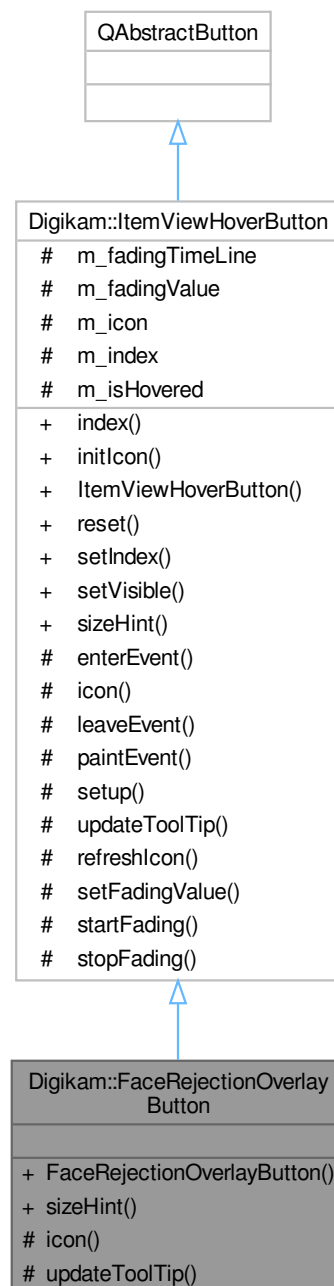 QAbstractButton
Digikam::ItemViewHoverButton
# m_fadingTimeLine
# m_fadingValue
# m_icon
# m_index
# m_isHovered
+ index()
+ initIcon()
+ ItemViewHoverButton()
+ reset()
+ setIndex()
+ setVisible()
+ sizeHint()
# enterEvent()
# icon()
# leaveEvent()
# paintEvent()
# setup()
# updateToolTip()
# refreshIcon()
# setFadingValue()
# startFading()
# stopFading()
Digikam::FaceRejectionOverlay
Button
+ FaceRejectionOverlayButton()
+ sizeHint()
# icon()
# updateToolTip()